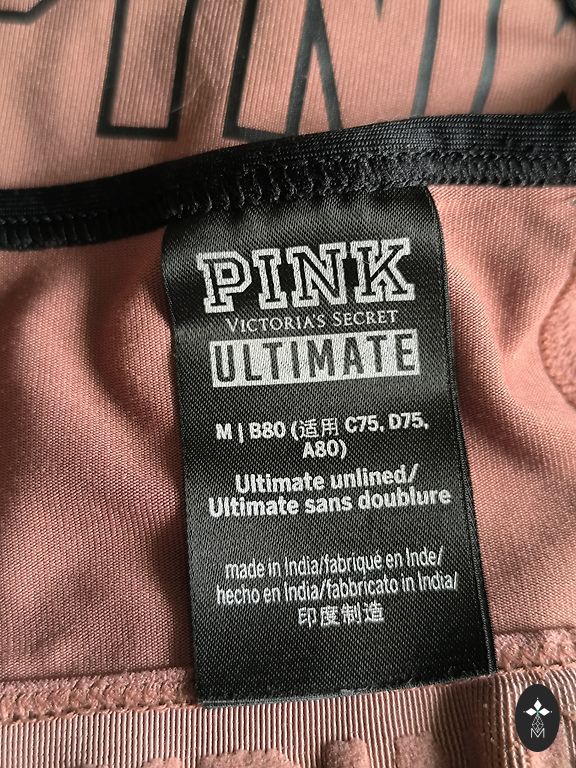 PINK
PINK
VICTORIA'S SECRET
ULTIMATE
M | B80 (适用 C75, D75,
A80)
Ultimate unlined/
Ultimate sans doublure
made in India/fabriqué en Inde/
hecho en India/fabbricato in India/
印度制造
M